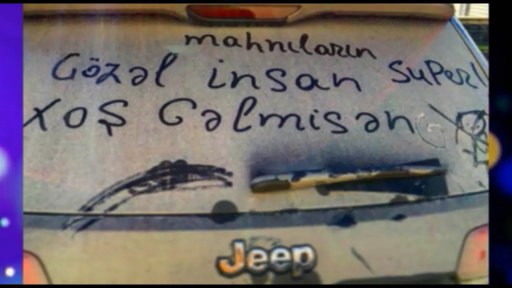 mahnıların
Gözəl insan super
Xoş Gəlmisən
Jeep